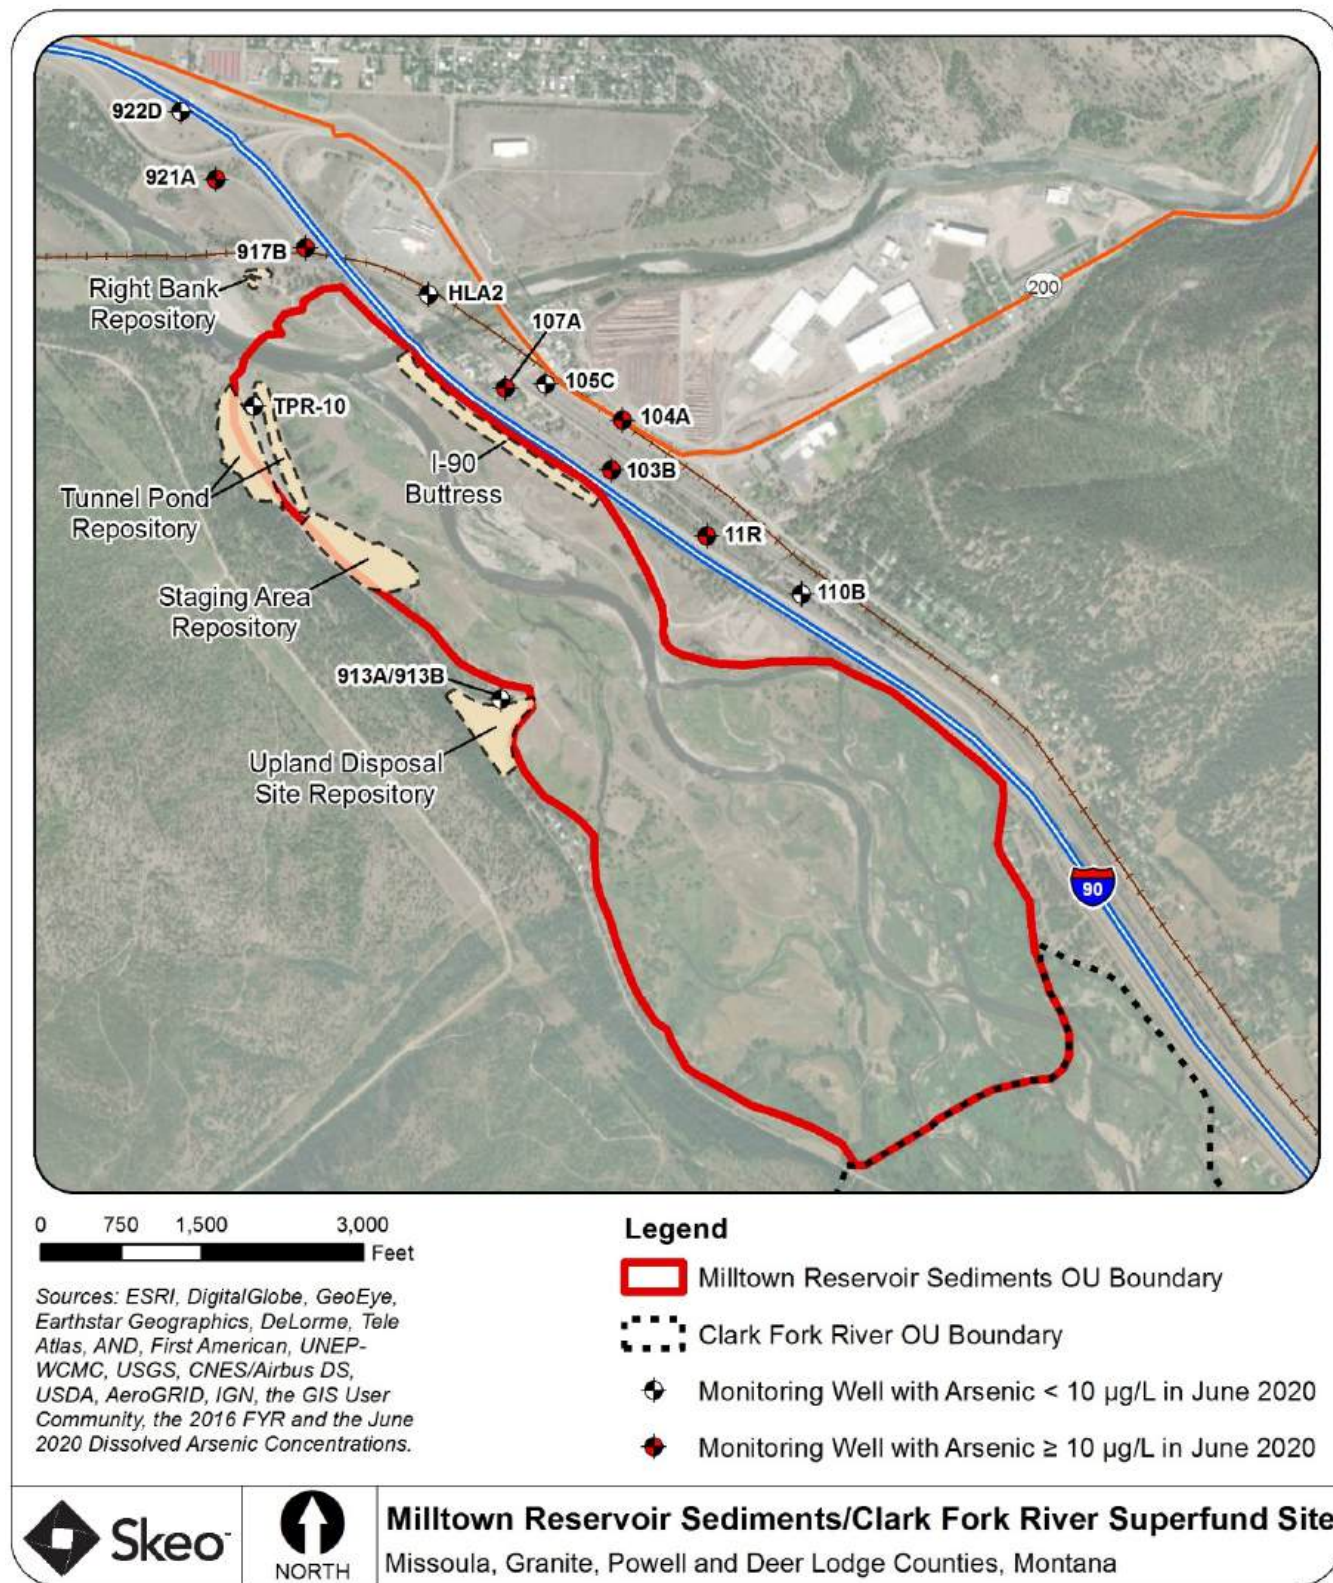 922D
921A
917B
Right Bank
Repository
HLA2
200
107A
105C
TPR-10
104A
I-90
Buttress
103B
Tunnel Pond
Repository
11R
Staging Area
Repository
110B
913A/913B
Upland Disposal
Site Repository
90
0 750 1,500 3,000
Feet
Sources: ESRI, DigitalGlobe, GeoEye,
Earthstar Geographics, DeLorme, Tele
Atlas, AND, First American, UNEP-
WCMC, USGS, CNES/Airbus DS,
USDA, AeroGRID, IGN, the GIS User
Community, the 2016 FYR and the June
2020 Dissolved Arsenic Concentrations.
Legend
Milltown Reservoir Sediments OU Boundary
Clark Fork River OU Boundary
Monitoring Well with Arsenic < 10 µg/L in June 2020
Monitoring Well with Arsenic ≥ 10 µg/L in June 2020
Skeo
NORTH
Milltown Reservoir Sediments/Clark Fork River Superfund Site
Missoula, Granite, Powell and Deer Lodge Counties, Montana